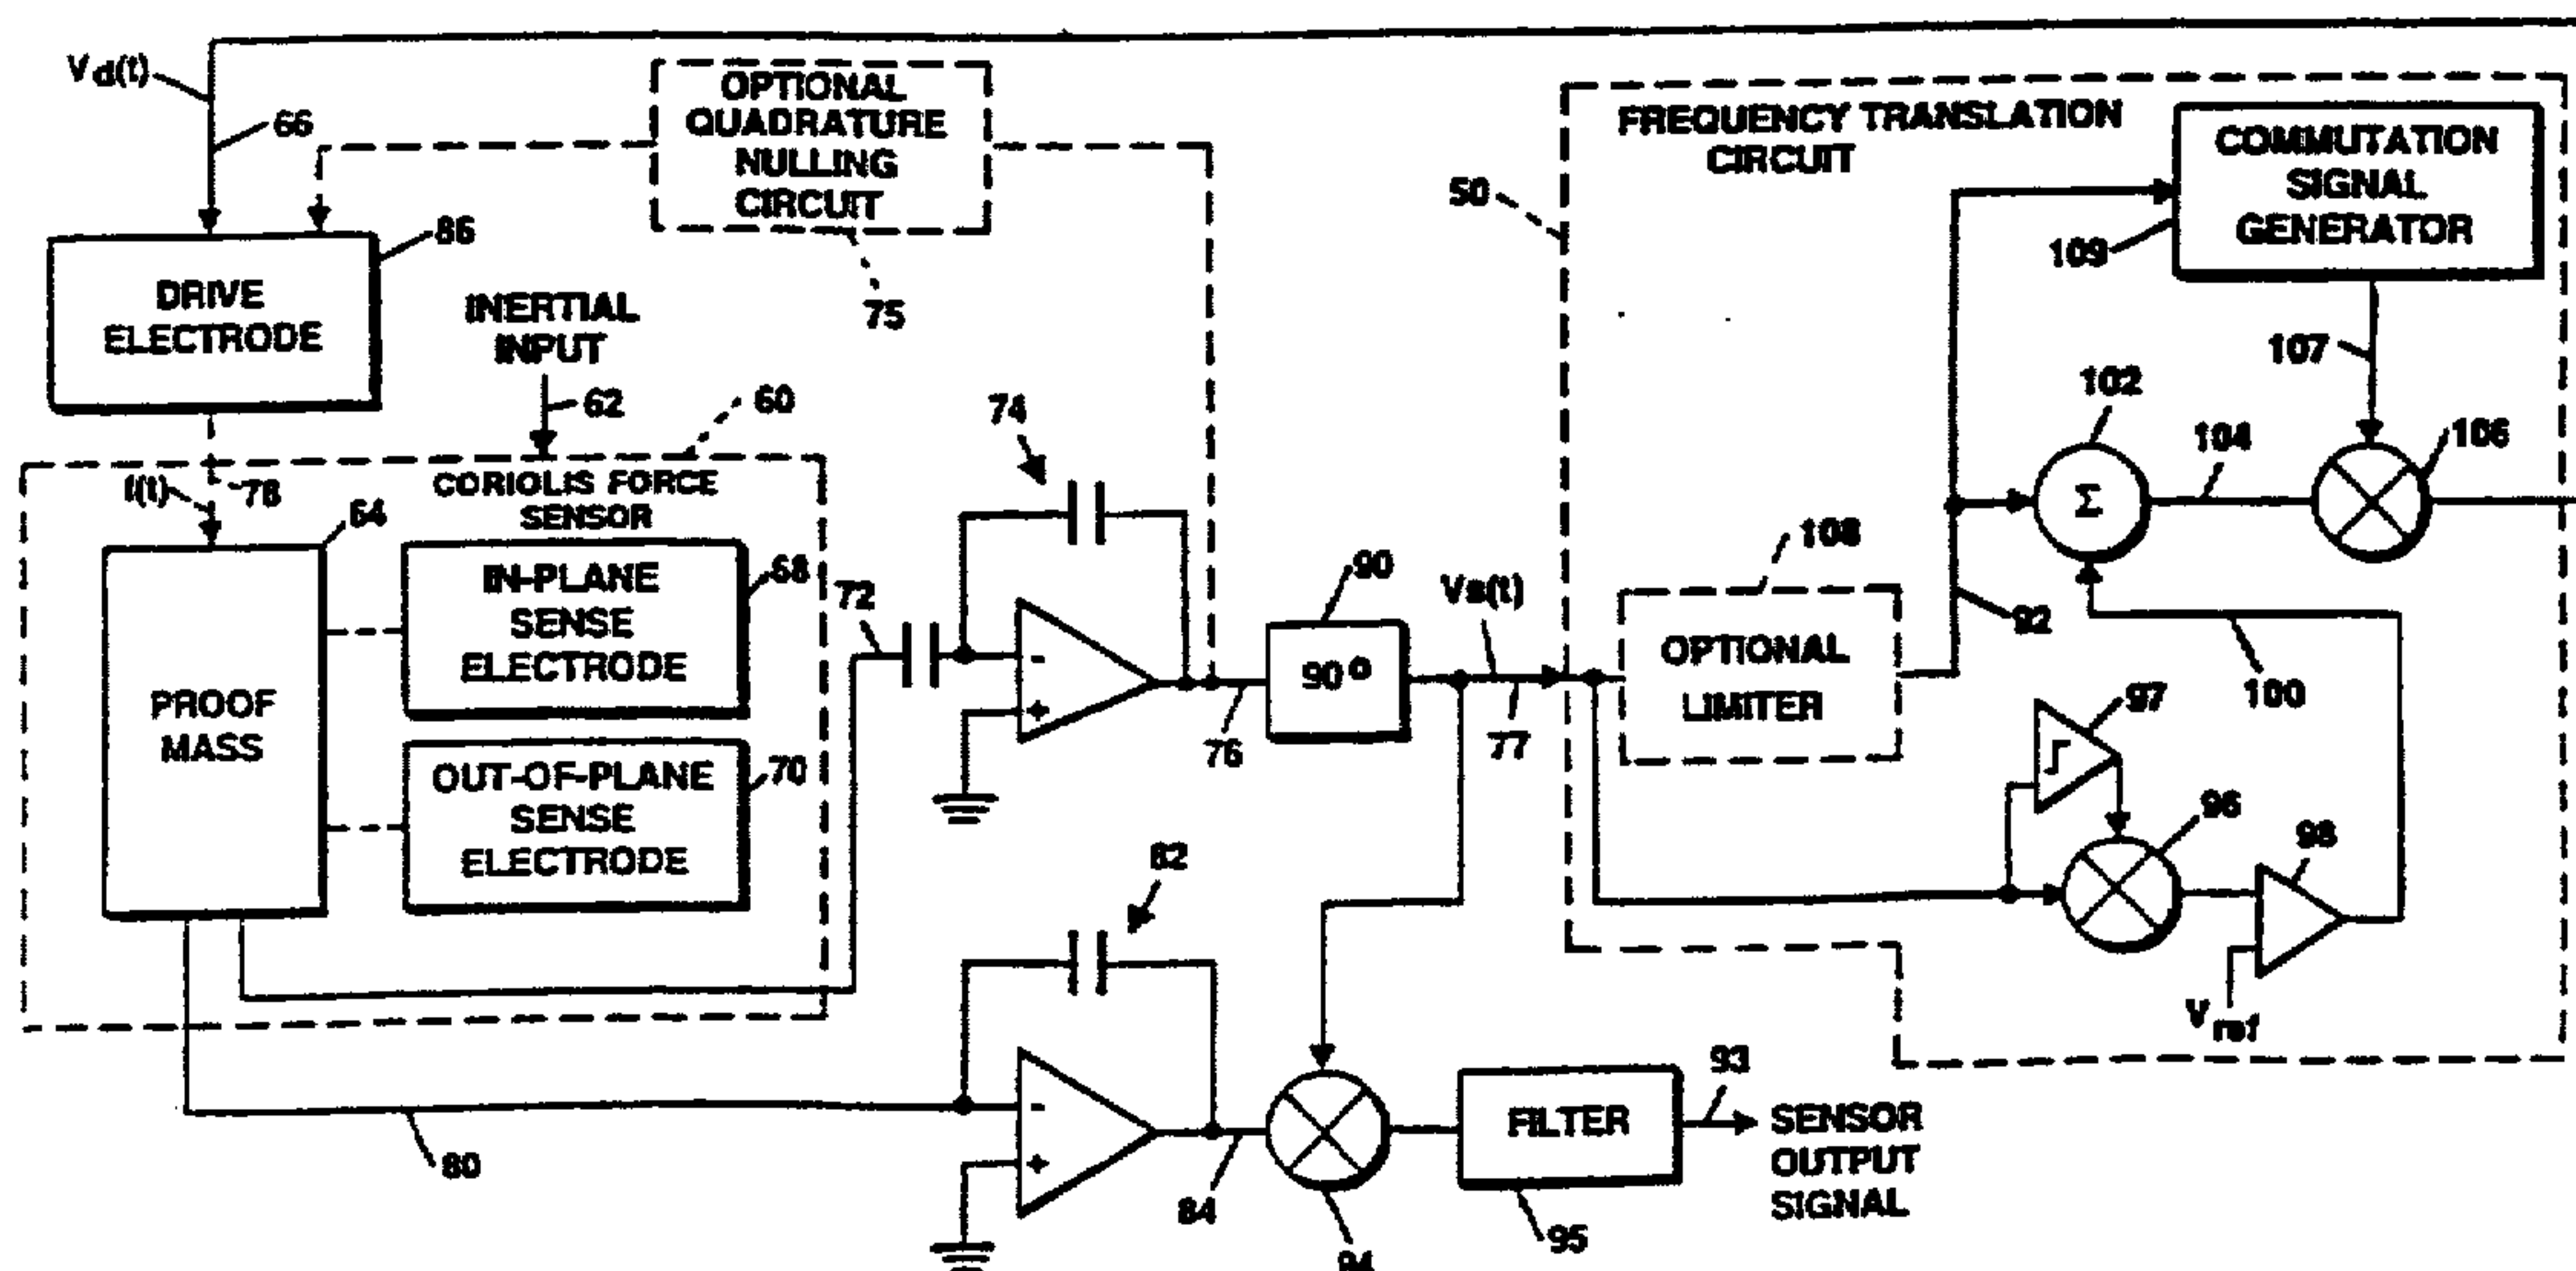 Vd(t)
66
OPTIONAL
QUADRATURE
NULLING
CIRCUIT
75
FREQUENCY TRANSLATION
CIRCUIT
50
COMMUTATION
SIGNAL
GENERATOR
109
107
86
DRIVE
ELECTRODE
INERTIAL
INPUT
62
60
f(t)
78
64
CORIOLIS FORCE
SENSOR
PROOF
MASS
IN-PLANE
SENSE
ELECTRODE
68
OUT-OF-PLANE
SENSE
ELECTRODE
70
72
74
-
+
76
90
90°
Vs(t)
77
108
OPTIONAL
LIMITER
92
102
Σ
104
106
100
97
96
98
Vref
80
82
-
+
84
94
FILTER
95
93
SENSOR
OUTPUT
SIGNAL